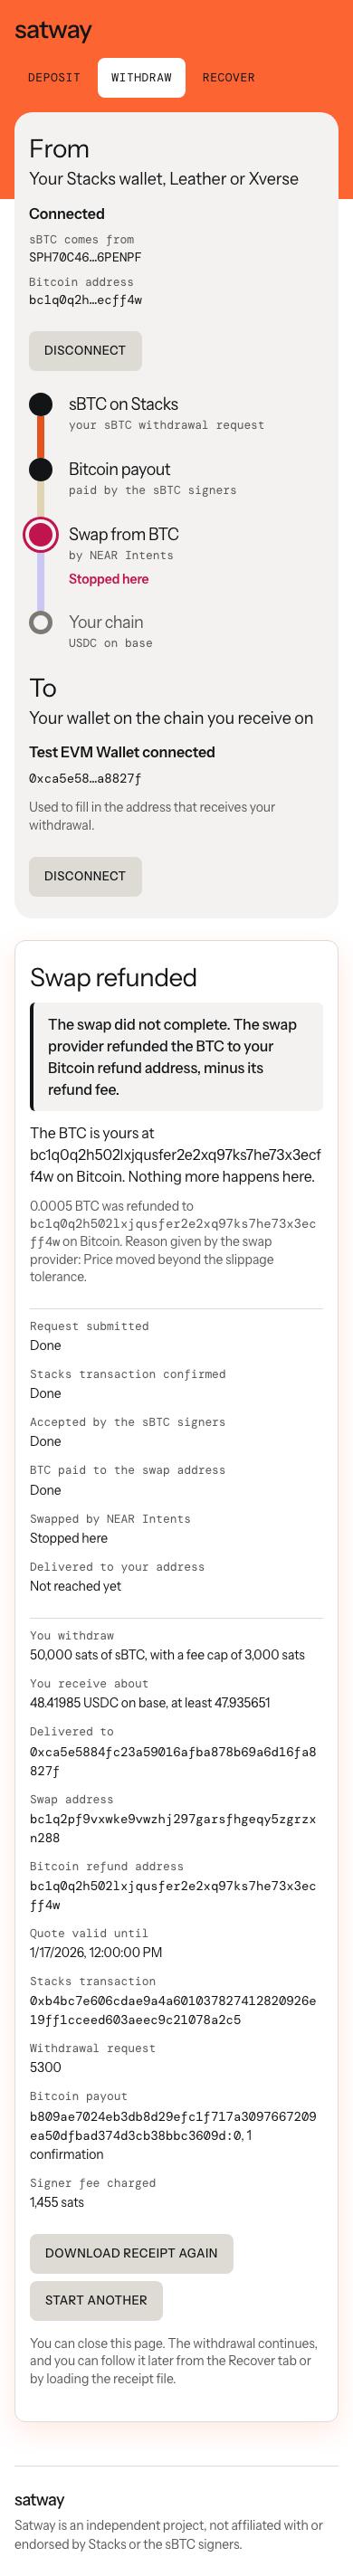 satway
DEPOSIT
WITHDRAW
RECOVER
From
Your Stacks wallet, Leather or Xverse
Connected
sBTC comes from
SPH70C46…6PENPF
Bitcoin address
bc1q0q2h…ecff4w
DISCONNECT
sBTC on Stacks
your sBTC withdrawal request
Bitcoin payout
paid by the sBTC signers
Swap from BTC
by NEAR Intents
Stopped here
Your chain
USDC on base
To
Your wallet on the chain you receive on
Test EVM Wallet connected
0xca5e58…a8827f
Used to fill in the address that receives your
withdrawal.
DISCONNECT
Swap refunded
The swap did not complete. The swap
provider refunded the BTC to your
Bitcoin refund address, minus its
refund fee.
The BTC is yours at
bc1q0q2h502lxjqusfer2e2xq97ks7he73x3ecf
f4w on Bitcoin. Nothing more happens here.
0.0005 BTC was refunded to
bc1q0q2h502lxjqusfer2e2xq97ks7he73x3ec
ff4w on Bitcoin. Reason given by the swap
provider: Price moved beyond the slippage
tolerance.
Request submitted
Done
Stacks transaction confirmed
Done
Accepted by the sBTC signers
Done
BTC paid to the swap address
Done
Swapped by NEAR Intents
Stopped here
Delivered to your address
Not reached yet
You withdraw
50,000 sats of sBTC, with a fee cap of 3,000 sats
You receive about
48.41985 USDC on base, at least 47.935651
Delivered to
0xca5e5884fc23a59016afba878b69a6d16fa8
827f
Swap address
bc1q2pf9vxwke9vwzhj297garsfhgeqy5zgrzx
n288
Bitcoin refund address
bc1q0q2h502lxjqusfer2e2xq97ks7he73x3ec
ff4w
Quote valid until
1/17/2026, 12:00:00 PM
Stacks transaction
0xb4bc7e606cdae9a4a601037827412820926e
19ff1cceed603aeec9c21078a2c5
Withdrawal request
5300
Bitcoin payout
b809ae7024eb3db8d29efc1f717a3097667209
ea50dfbad374d3cb38bbc3609d:0, 1
confirmation
Signer fee charged
1,455 sats
DOWNLOAD RECEIPT AGAIN
START ANOTHER
You can close this page. The withdrawal continues,
and you can follow it later from the Recover tab or
by loading the receipt file.
satway
Satway is an independent project, not affiliated with or
endorsed by Stacks or the sBTC signers.